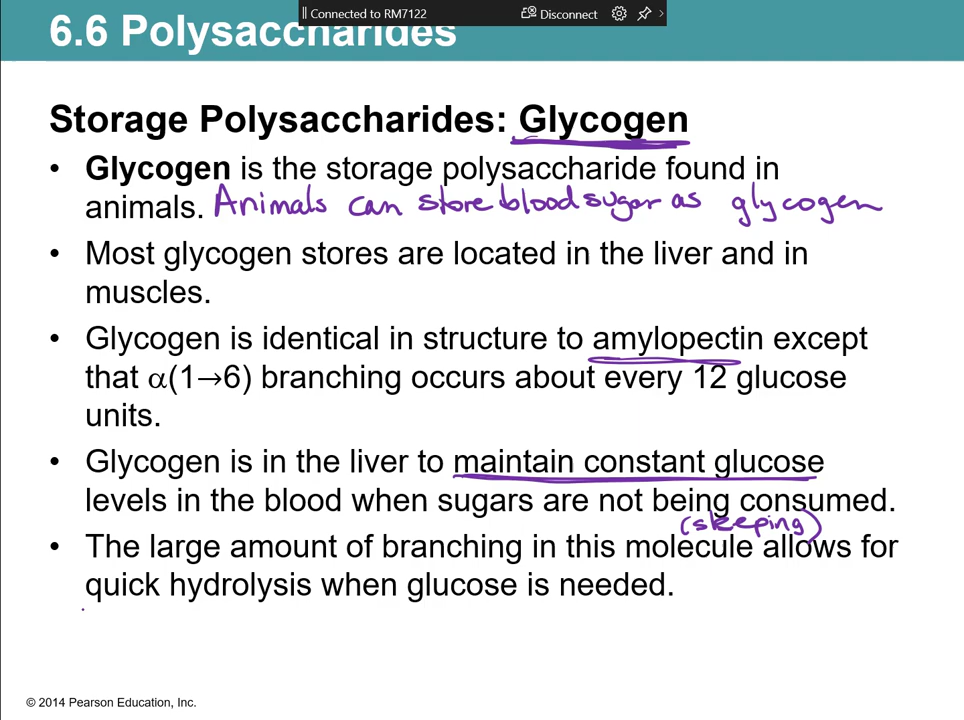 Connected to RM7122
Disconnect
6.6 Polysaccharides
Storage Polysaccharides: Glycogen
• Glycogen is the storage polysaccharide found in
animals. Animals can store blood sugar as glycogen
• Most glycogen stores are located in the liver and in
muscles.
• Glycogen is identical in structure to amylopectin except
that α(1→6) branching occurs about every 12 glucose
units.
• Glycogen is in the liver to maintain constant glucose
levels in the blood when sugars are not being consumed.
(sleeping)
• The large amount of branching in this molecule allows for
quick hydrolysis when glucose is needed.
© 2014 Pearson Education, Inc.